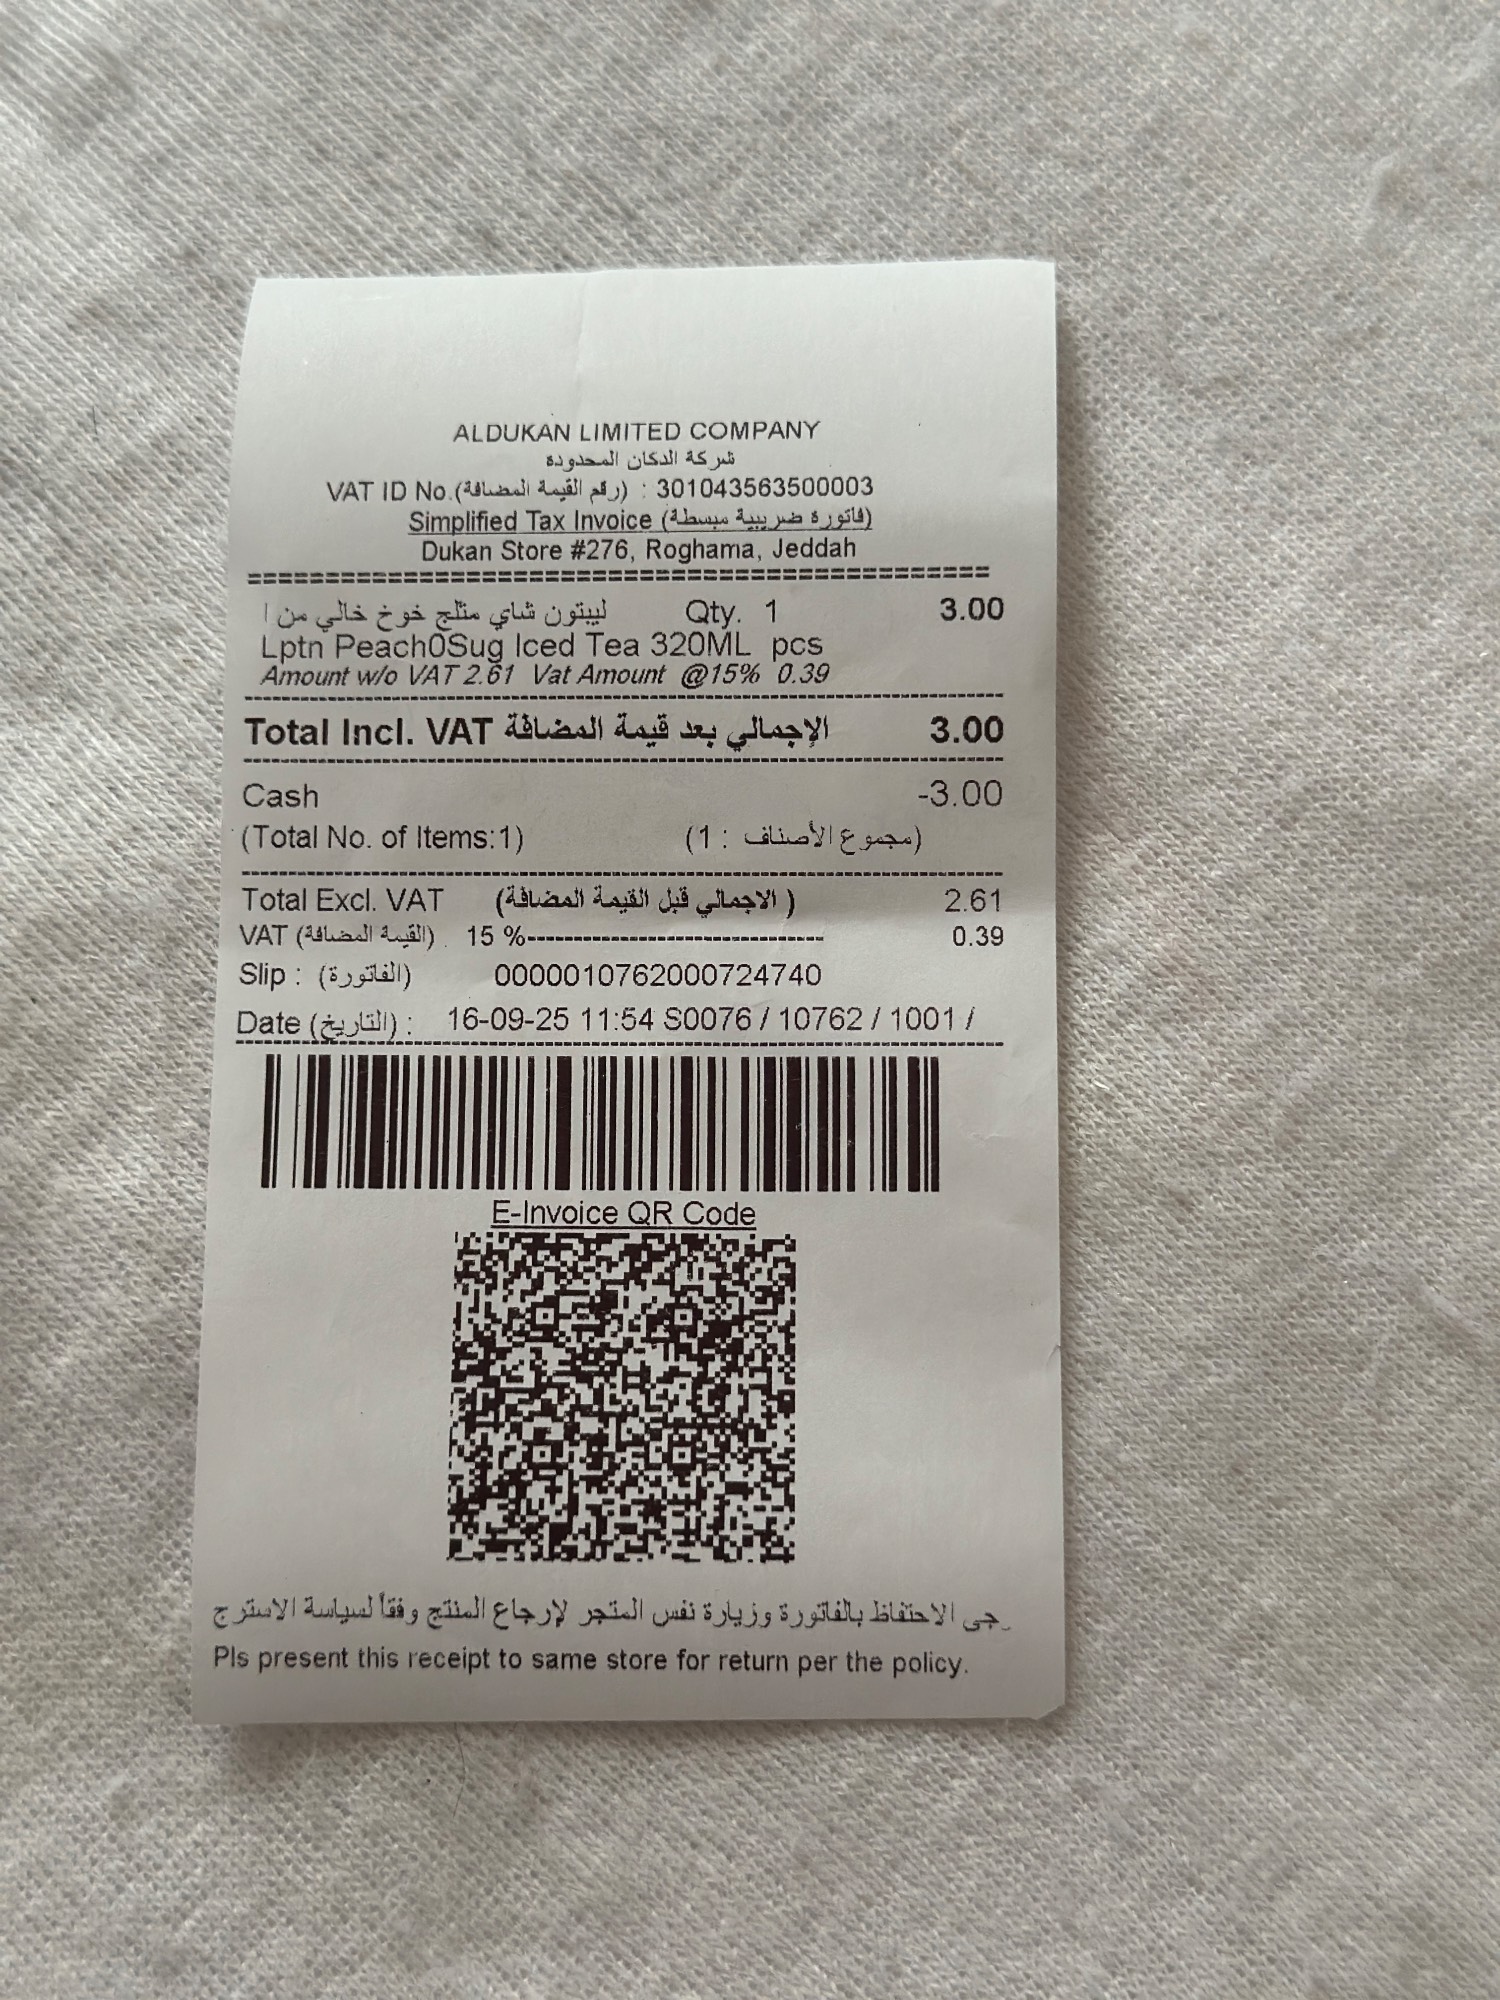 ALDUKAN LIMITED COMPANY
شركة الدكان المحدودة
VAT ID No.(رقم القيمة المضافة) : 301043563500003
Simplified Tax Invoice (فاتورة ضريبية مبسطة)
Dukan Store #276, Roghama, Jeddah
ليبتون شاي مثلج خوخ خالي من ا Qty. 1 3.00
Lptn Peach0Sug Iced Tea 320ML pcs
Amount w/o VAT 2.61 Vat Amount @15% 0.39
Total Incl. VAT الإجمالي بعد قيمة المضافة 3.00
Cash -3.00
(Total No. of Items:1) (مجموع الأصناف : 1)
Total Excl. VAT (الاجمالي قبل القيمة المضافة ) 2.61
VAT (القيمة المضافة) 15 %-------------------------------- 0.39
Slip : (الفاتورة) 0000010762000724740
Date (التاريخ) : 16-09-25 11:54 S0076 / 10762 / 1001 /
E-Invoice QR Code
رجى الاحتفاظ بالفاتورة وزيارة نفس المتجر لإرجاع المنتج وفقاً لسياسة الاسترج
Pls present this receipt to same store for return per the policy.